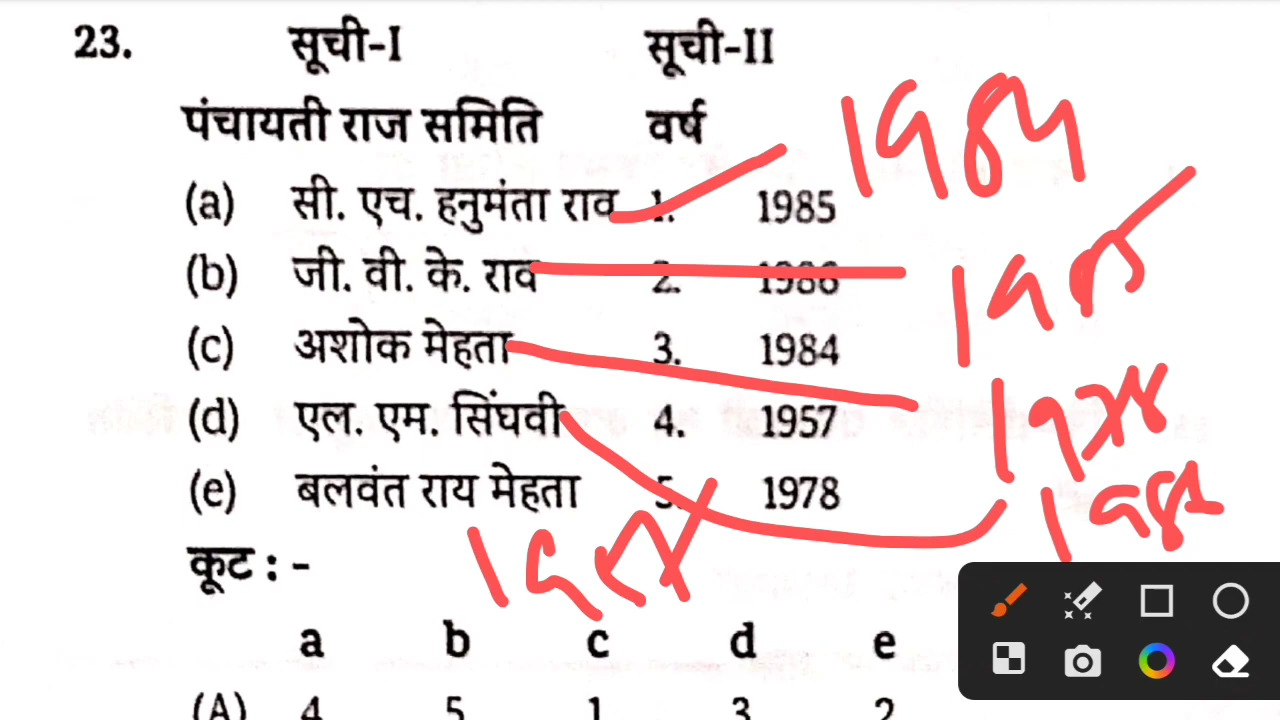 23. सूची-I सूची-II
पंचायती राज समिति वर्ष 1984
(a) सी. एच. हनुमंता राव 1. 1985
(b) जी. वी. के. राव 2. 1986 1985
(c) अशोक मेहता 3. 1984
(d) एल. एम. सिंघवी 4. 1957 1978
(e) बलवंत राय मेहता 5. 1978 1986
1957
कूट : -
a b c d e
(A) 4 5 1 3 2